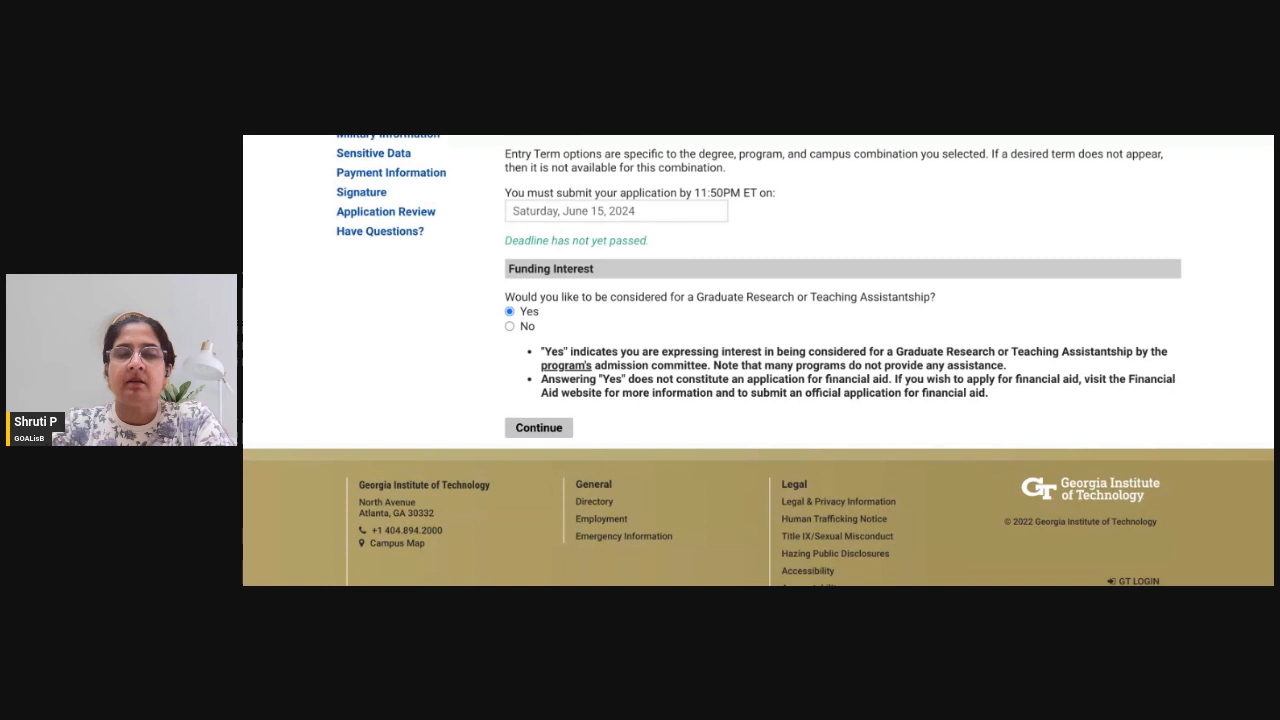 Military Information
Sensitive Data
Payment Information
Signature
Application Review
Have Questions?
Entry Term options are specific to the degree, program, and campus combination you selected. If a desired term does not appear,
then it is not available for this combination.
You must submit your application by 11:50PM ET on:
Saturday, June 15, 2024
Deadline has not yet passed.
Funding Interest
Would you like to be considered for a Graduate Research or Teaching Assistantship?
Yes
No
• "Yes" indicates you are expressing interest in being considered for a Graduate Research or Teaching Assistantship by the
program's admission committee. Note that many programs do not provide any assistance.
• Answering "Yes" does not constitute an application for financial aid. If you wish to apply for financial aid, visit the Financial
Aid website for more information and to submit an official application for financial aid.
Continue
Shruti P
GOALisB
Georgia Institute of Technology
North Avenue
Atlanta, GA 30332
+1 404.894.2000
Campus Map
General
Directory
Employment
Emergency Information
Legal
Legal & Privacy Information
Human Trafficking Notice
Title IX/Sexual Misconduct
Hazing Public Disclosures
Accessibility
GT Georgia Institute
of Technology
© 2022 Georgia Institute of Technology
GT LOGIN